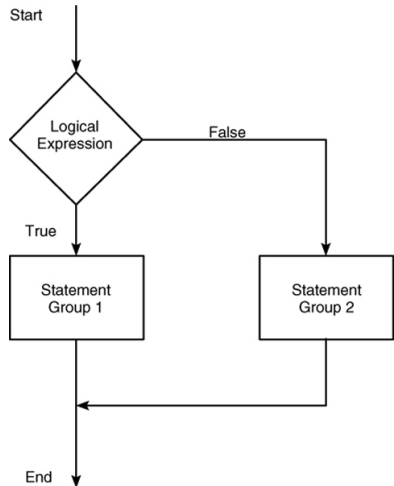 Start
Logical
Expression
False
True
Statement
Group 1
Statement
Group 2
End